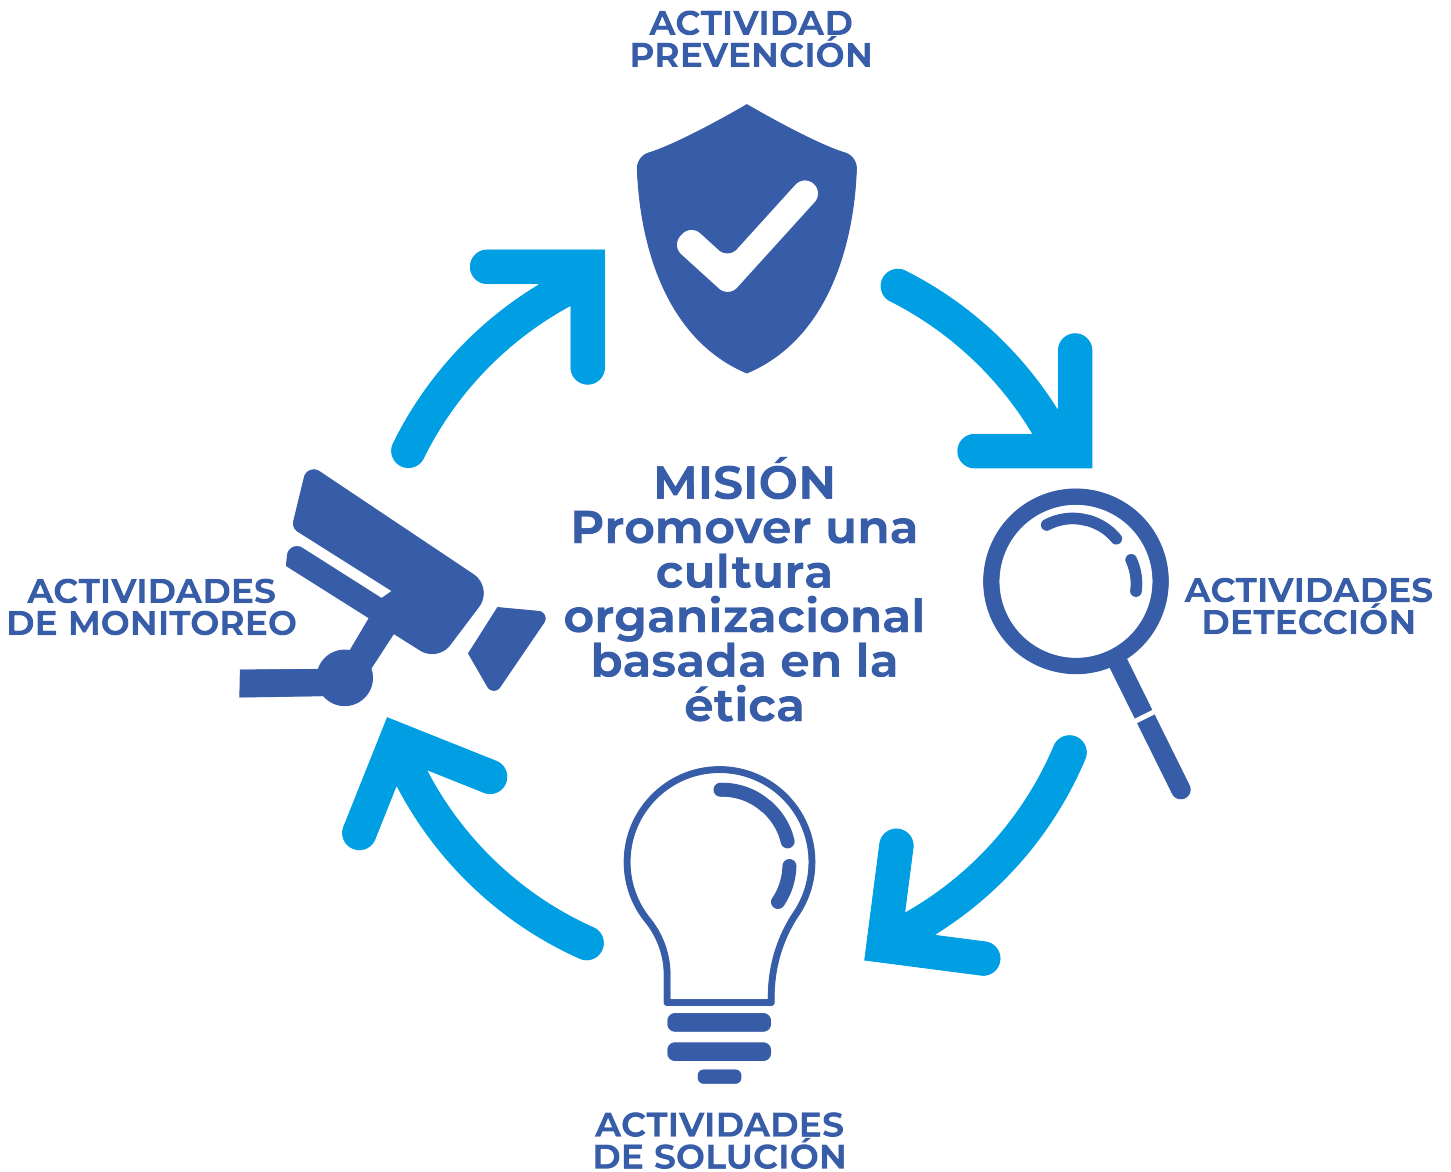 ACTIVIDAD
PREVENCIÓN
MISIÓN
Promover una
cultura
organizacional
basada en la
ética
ACTIVIDADES
DE MONITOREO
ACTIVIDADES
DETECCIÓN
ACTIVIDADES
DE SOLUCIÓN